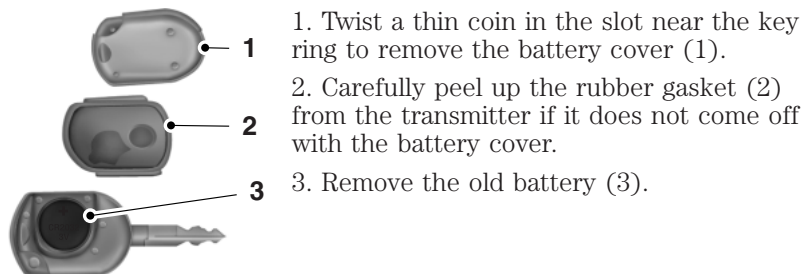 1. Twist a thin coin in the slot near the key
ring to remove the battery cover (1).
2. Carefully peel up the rubber gasket (2)
from the transmitter if it does not come off
with the battery cover.
3. Remove the old battery (3).
1
2
3